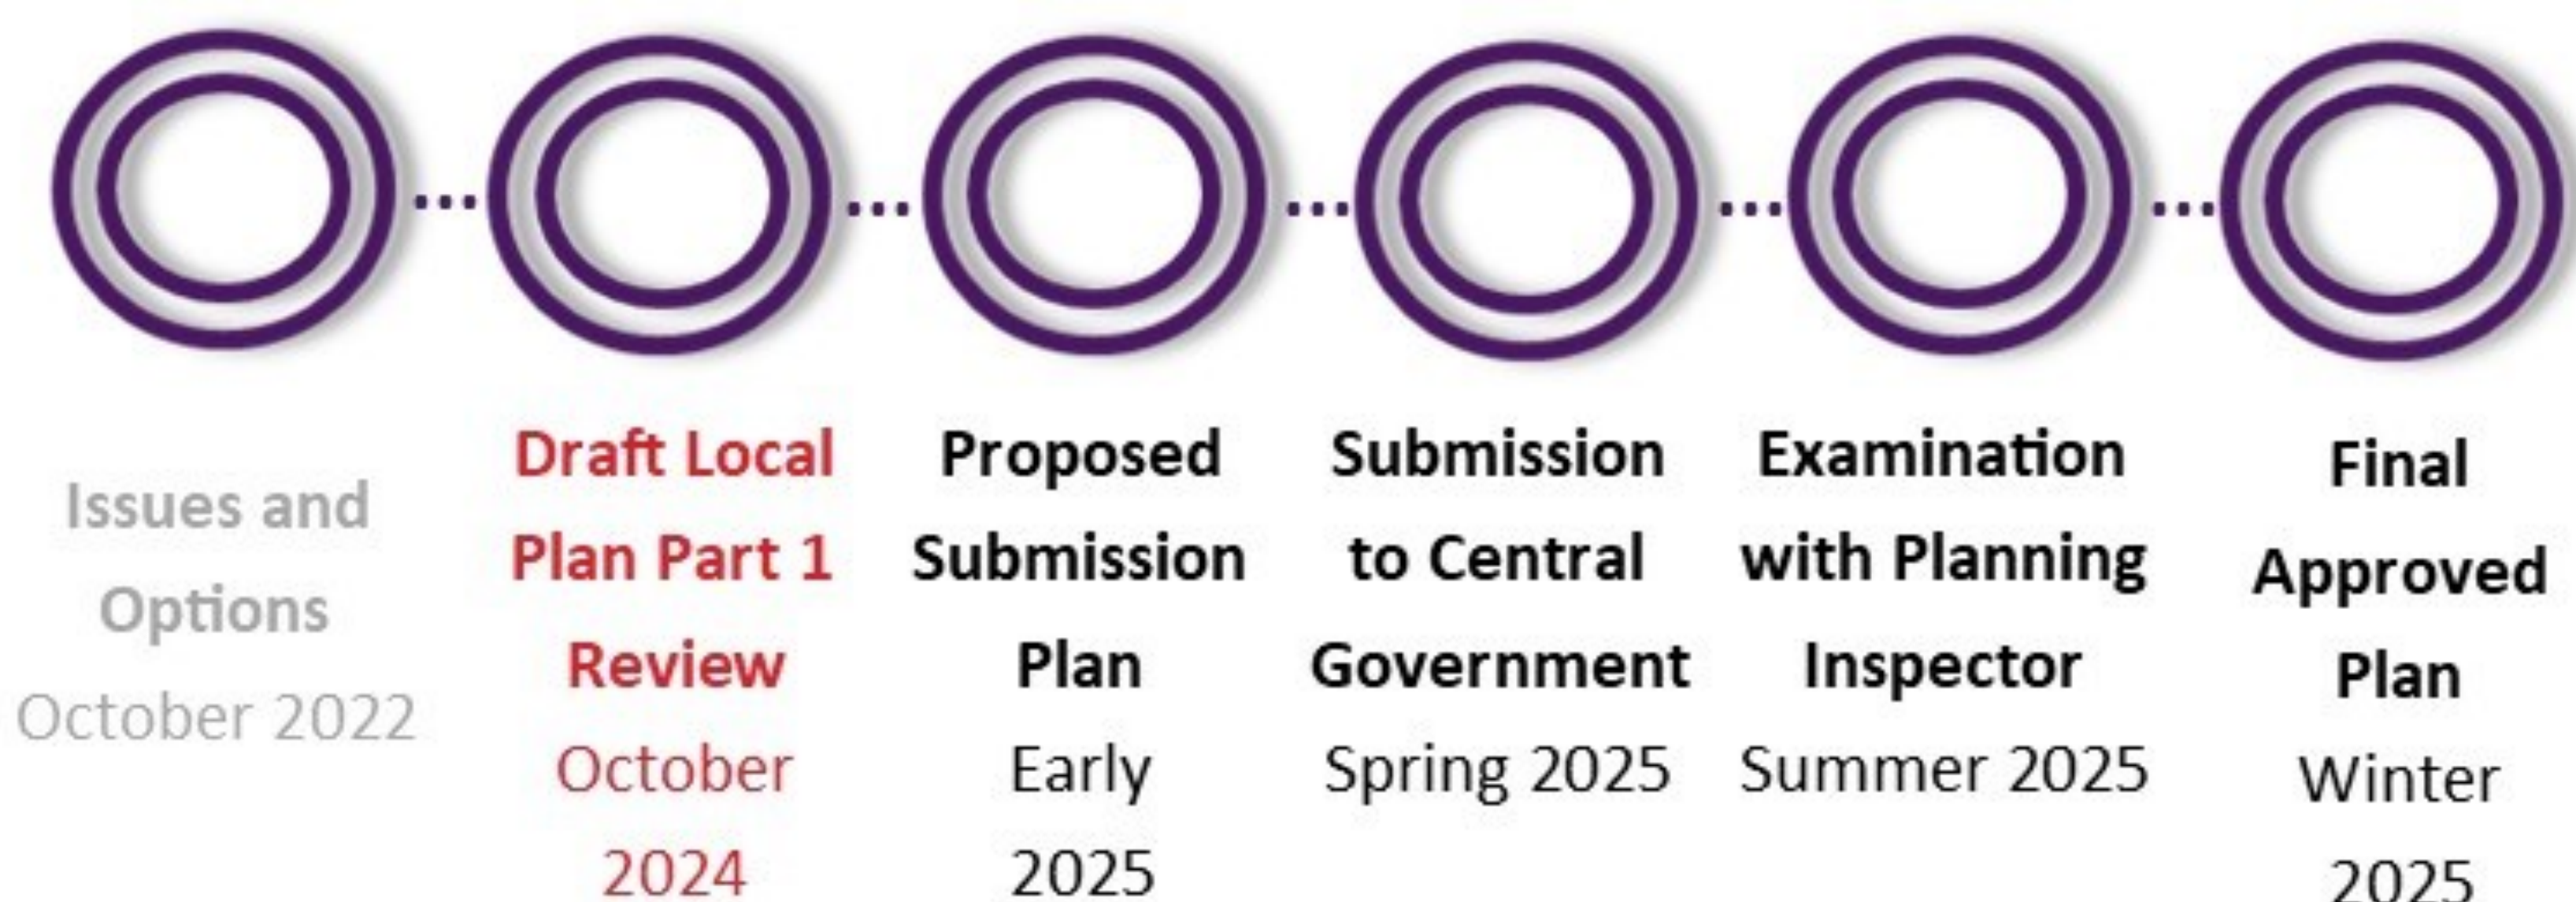 Issues and
Options
October 2022
Draft Local
Plan Part 1
Review
October
2024
Proposed
Submission
Plan
Early
2025
Submission
to Central
Government
Spring 2025
Examination
with Planning
Inspector
Summer 2025
Final
Approved
Plan
Winter
2025